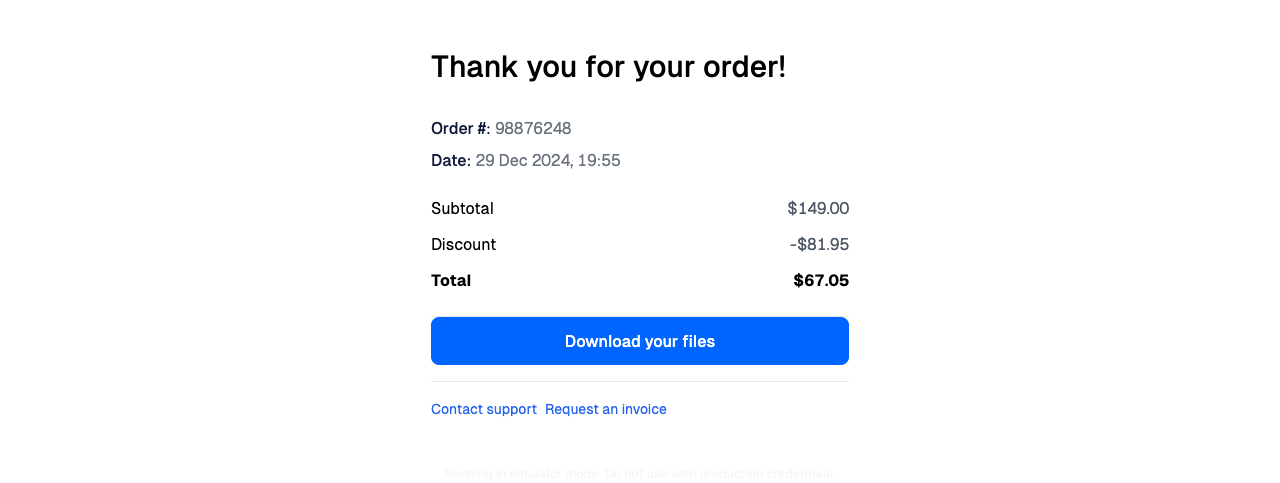 Thank you for your order!
Order #: 98876248
Date: 29 Dec 2024, 19:55
Subtotal $149.00
Discount -$81.95
Total $67.05
Download your files
Contact support Request an invoice
Running in emulator mode. Do not use with production credentials.